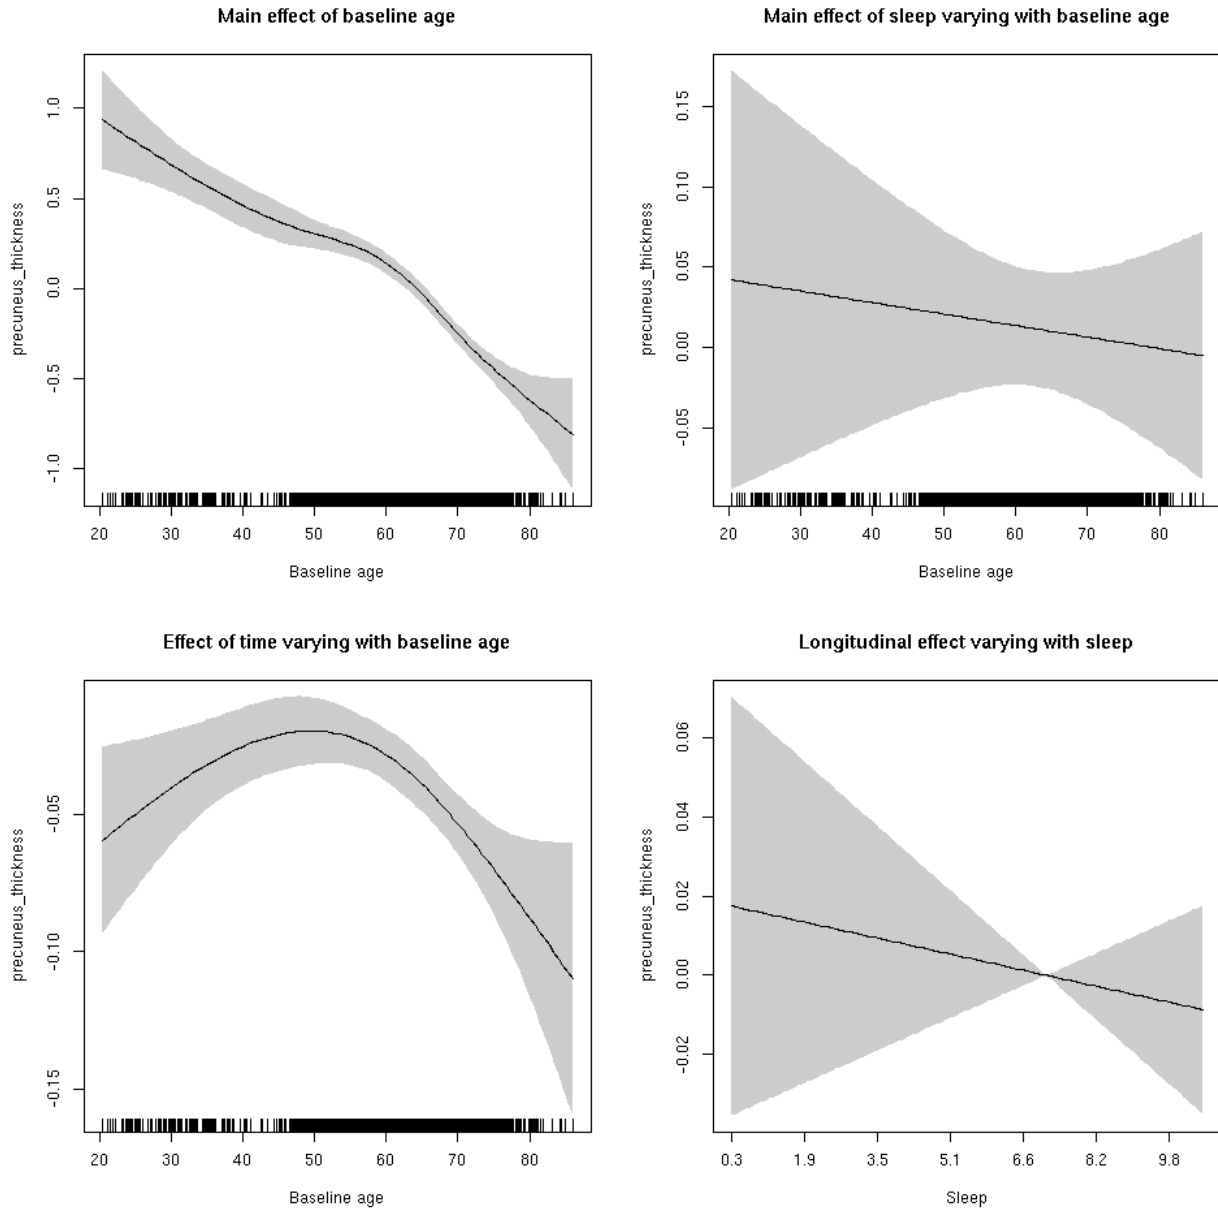 Main effect of baseline age
precuneus_thickness
1.0
0.5
0.0
-0.5
-1.0
20 30 40 50 60 70 80
Baseline age
Main effect of sleep varying with baseline age
precuneus_thickness
0.15
0.10
0.05
0.00
-0.05
20 30 40 50 60 70 80
Baseline age
Effect of time varying with baseline age
precuneus_thickness
-0.05
-0.10
-0.15
20 30 40 50 60 70 80
Baseline age
Longitudinal effect varying with sleep
precuneus_thickness
0.06
0.04
0.02
0.00
-0.02
0.3 1.9 3.5 5.1 6.6 8.2 9.8
Sleep